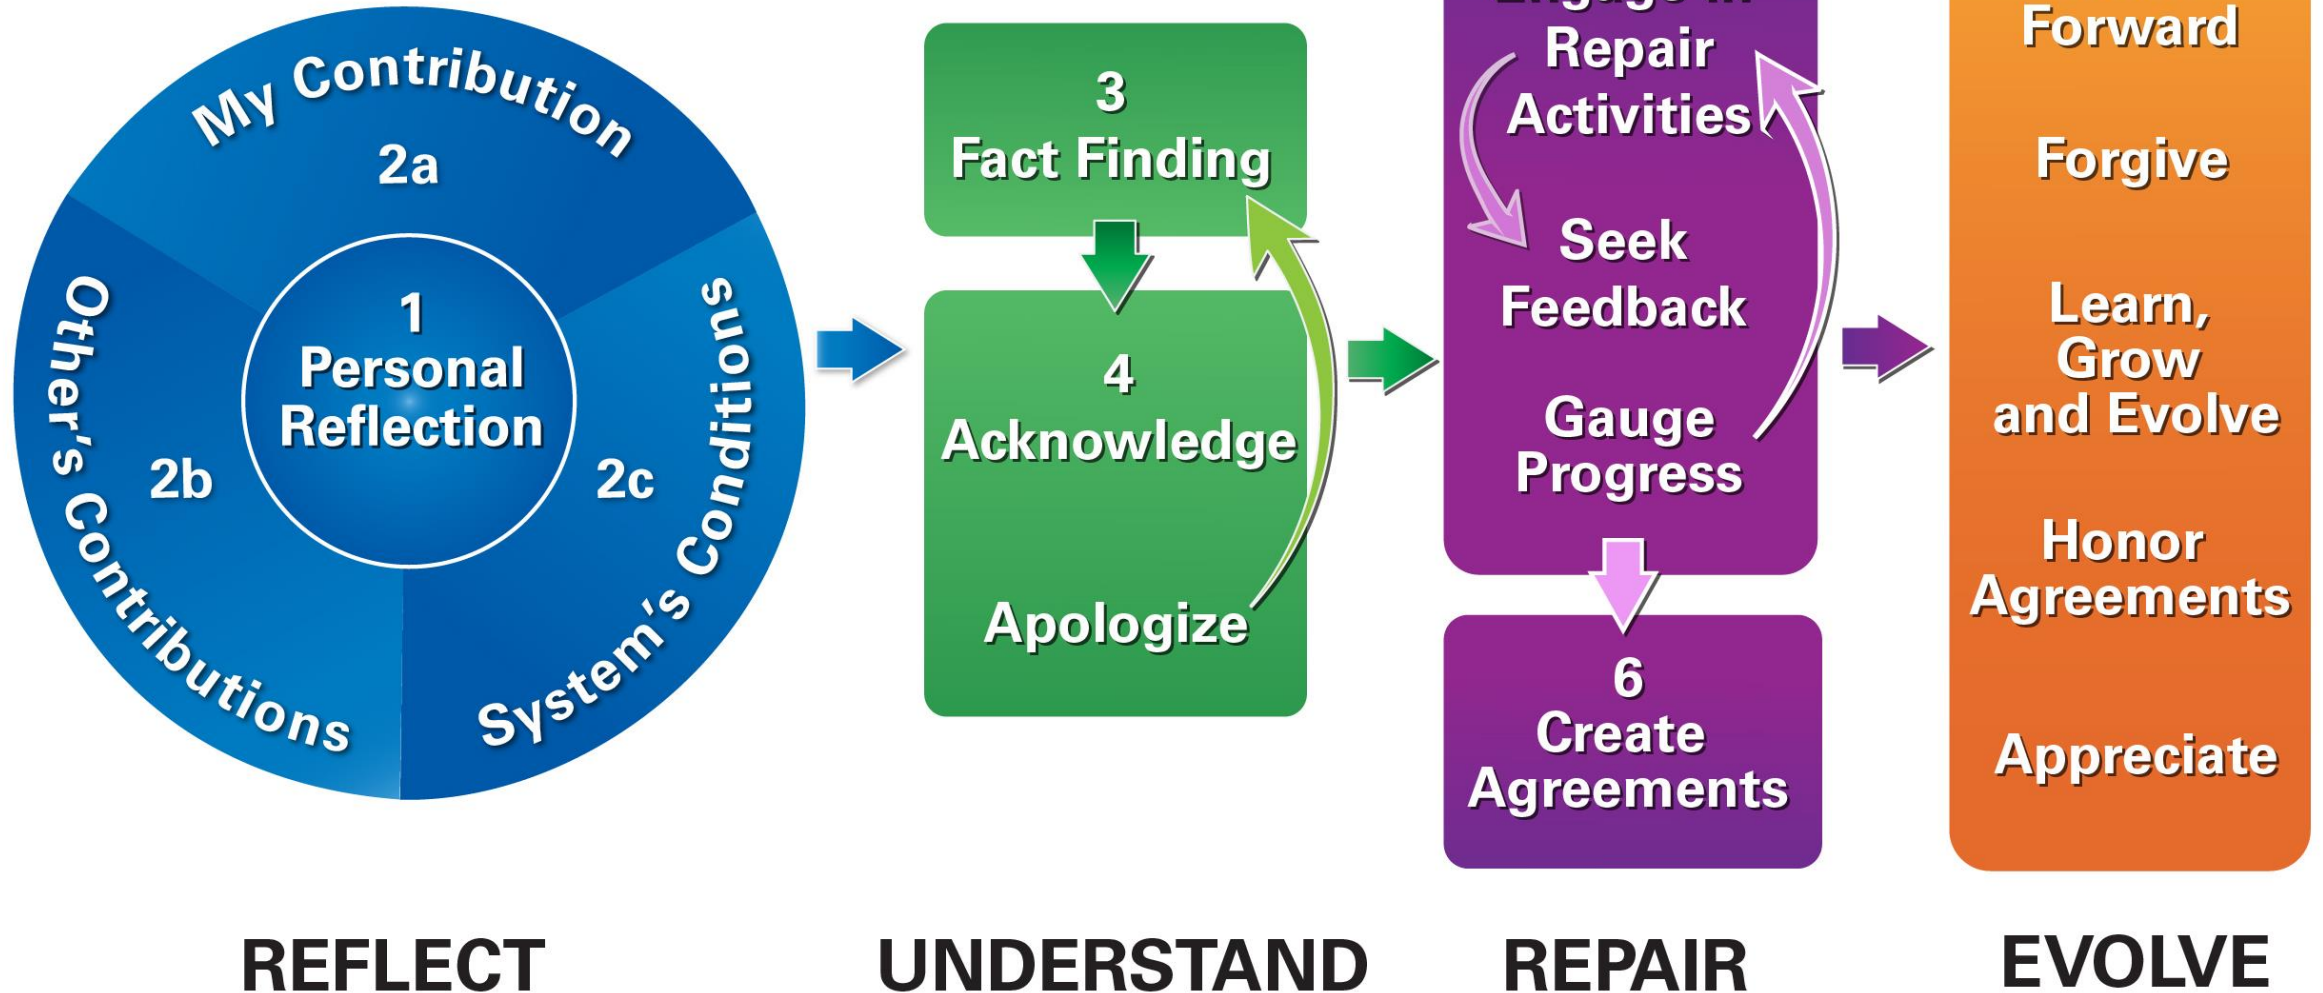 My Contribution
2a
1
Personal
Reflection
Other's Contributions
2b
2c
System's Conditions
3
Fact Finding
4
Acknowledge
Apologize
Engage in
Repair
Activities
Seek
Feedback
Gauge
Progress
6
Create
Agreements
Forward
Forgive
Learn,
Grow
and Evolve
Honor
Agreements
Appreciate
REFLECT
UNDERSTAND
REPAIR
EVOLVE